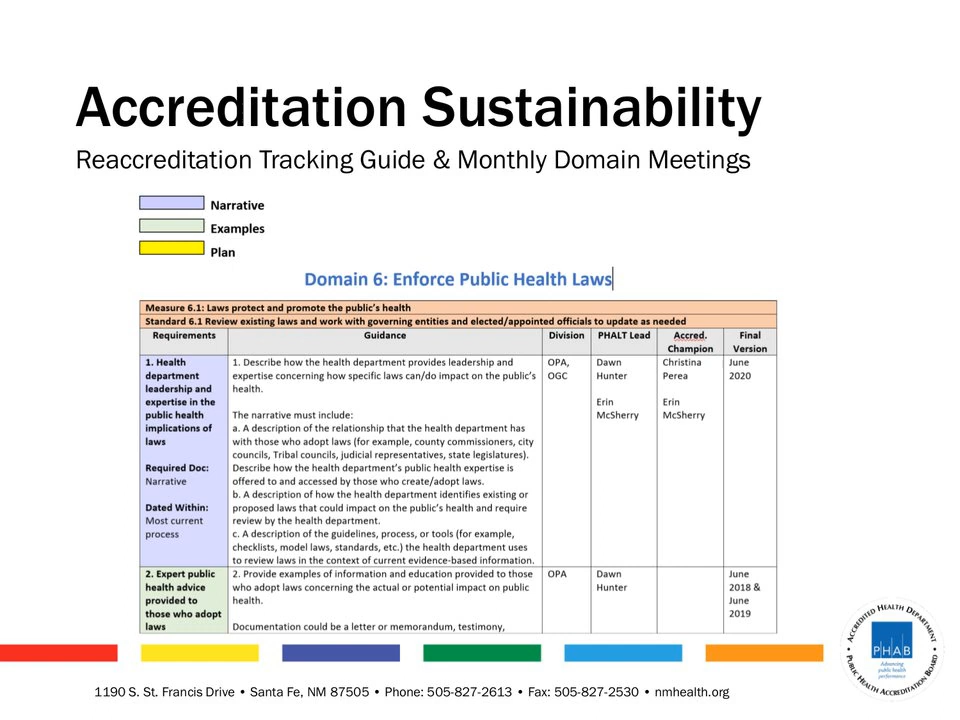 Accreditation Sustainability
Reaccreditation Tracking Guide & Monthly Domain Meetings
Narrative
Examples
Plan
Domain 6: Enforce Public Health Laws
Measure 6.1: Laws protect and promote the public's health
Standard 6.1 Review existing laws and work with governing entities and elected/appointed officials to update as needed
Requirements
Guidance
Division
PHALT Lead
Accred.
Champion
Final
Version
1. Health
department
leadership and
expertise in the
public health
implications of
laws
Required Doc:
Narrative
Dated Within:
Most current
process
1. Describe how the health department provides leadership and
expertise concerning how specific laws can/do impact on the public's
health.
The narrative must include:
a. A description of the relationship that the health department has
with those who adopt laws (for example, county commissioners, city
councils, Tribal councils, judicial representatives, state legislatures).
Describe how the health department's public health expertise is
offered to and accessed by those who create/adopt laws.
b. A description of how the health department identifies existing or
proposed laws that could impact on the public's health and require
review by the health department.
c. A description of the guidelines, process, or tools (for example,
checklists, model laws, standards, etc.) the health department uses
to review laws in the context of current evidence-based information.
OPA,
OGC
Dawn
Hunter
Erin
McSherry
Christina
Perea
Erin
McSherry
June
2020
2. Expert public
health advice
provided to
those who adopt
laws
2. Provide examples of information and education provided to those
who adopt laws concerning the actual or potential impact on public
health.
Documentation could be a letter or memorandum, testimony,
OPA
Dawn
Hunter
June
2018 &
June
2019
ACCREDITED HEALTH DEPARTMENT
PHAB
Advancing
public health
performance
PUBLIC HEALTH ACCREDITATION BOARD
1190 S. St. Francis Drive • Santa Fe, NM 87505 • Phone: 505-827-2613 • Fax: 505-827-2530 • nmhealth.org